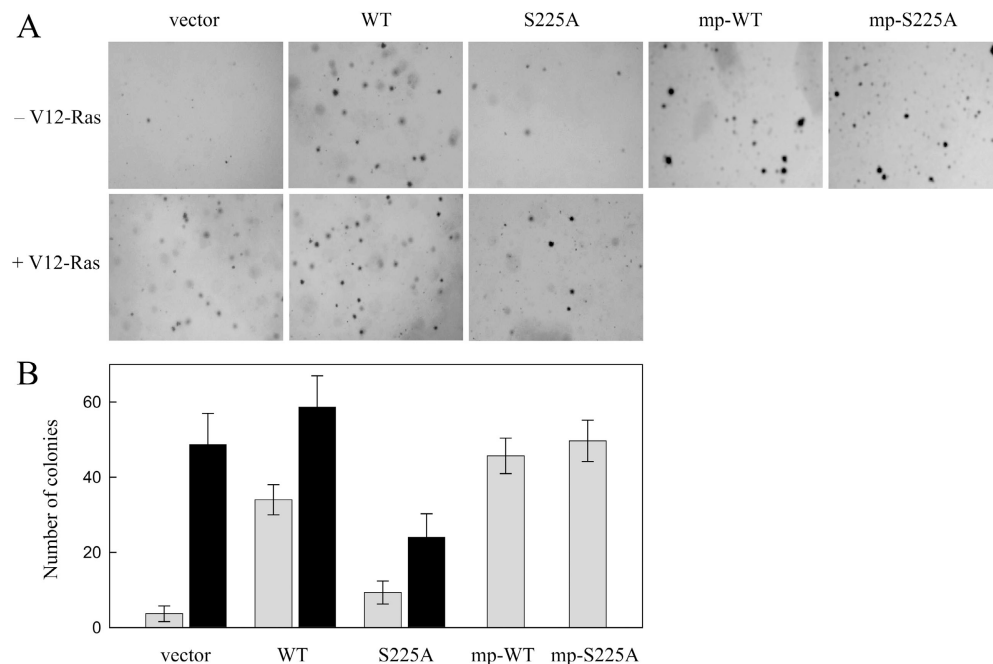 A
vector WT S225A mp-WT mp-S225A
– V12-Ras
+ V12-Ras
B
Number of colonies
60
40
20
0
vector WT S225A mp-WT mp-S225A